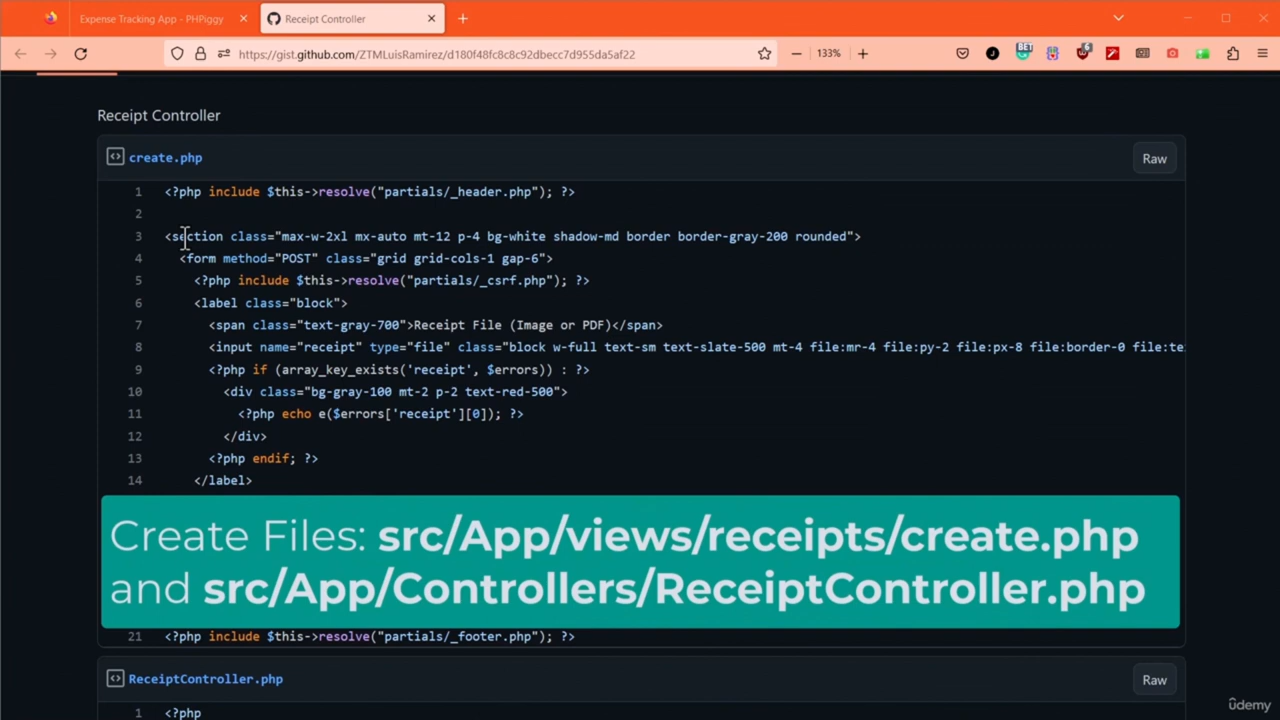 Expense Tracking App - PHPiggy
Receipt Controller
https://gist.github.com/ZTMLuisRamirez/d180f48fc8c8c92dbecc7d955da5af22
133%
BET
6
Receipt Controller
create.php
Raw
1 <?php include $this->resolve("partials/_header.php"); ?>
2
3 <section class="max-w-2xl mx-auto mt-12 p-4 bg-white shadow-md border border-gray-200 rounded">
4 <form method="POST" class="grid grid-cols-1 gap-6">
5 <?php include $this->resolve("partials/_csrf.php"); ?>
6 <label class="block">
7 <span class="text-gray-700">Receipt File (Image or PDF)</span>
8 <input name="receipt" type="file" class="block w-full text-sm text-slate-500 mt-4 file:mr-4 file:py-2 file:px-8 file:border-0 file:te
9 <?php if (array_key_exists('receipt', $errors)) : ?>
10 <div class="bg-gray-100 mt-2 p-2 text-red-500">
11 <?php echo e($errors['receipt'][0]); ?>
12 </div>
13 <?php endif; ?>
14 </label>
Create Files: src/App/views/receipts/create.php
and src/App/Controllers/ReceiptController.php
21 <?php include $this->resolve("partials/_footer.php"); ?>
ReceiptController.php
Raw
1 <?php
ûdemy